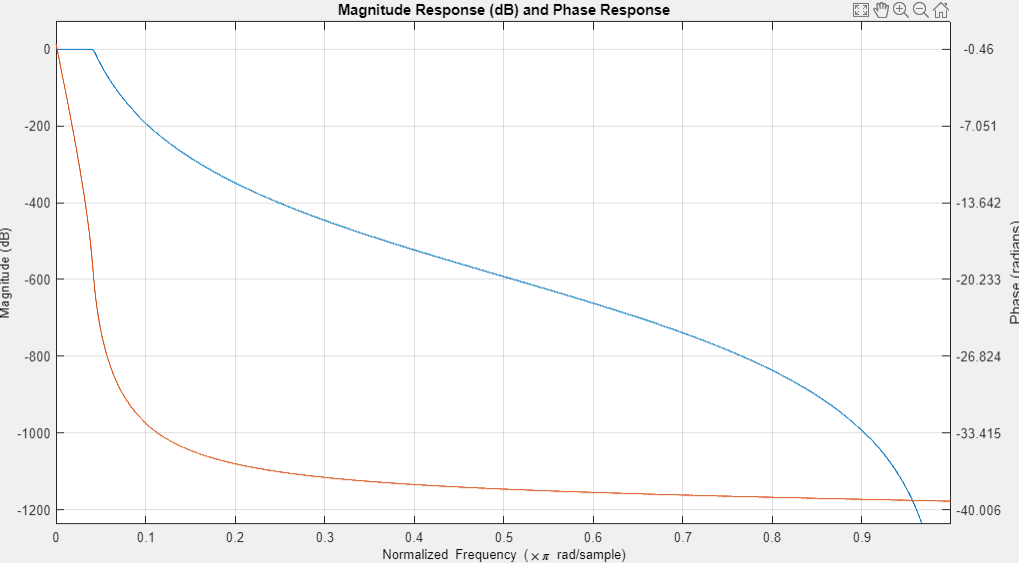 Magnitude Response (dB) and Phase Response
0
-200
-400
-600
-800
-1000
-1200
Magnitude (dB)
-0.46
-7.051
-13.642
-20.233
-26.824
-33.415
-40.006
Phase (radians)
0 0.1 0.2 0.3 0.4 0.5 0.6 0.7 0.8 0.9
Normalized Frequency (×π rad/sample)